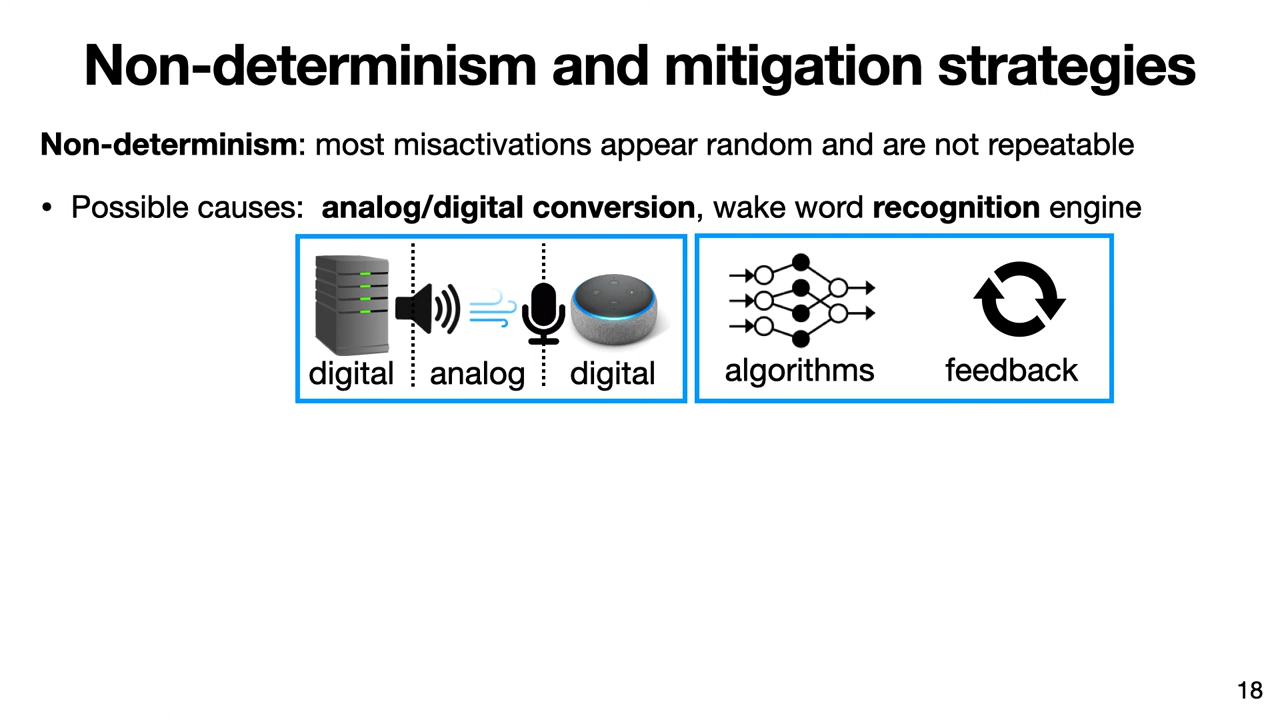 Non-determinism and mitigation strategies
Non-determinism: most misactivations appear random and are not repeatable
• Possible causes: analog/digital conversion, wake word recognition engine
digital analog digital
algorithms feedback
18